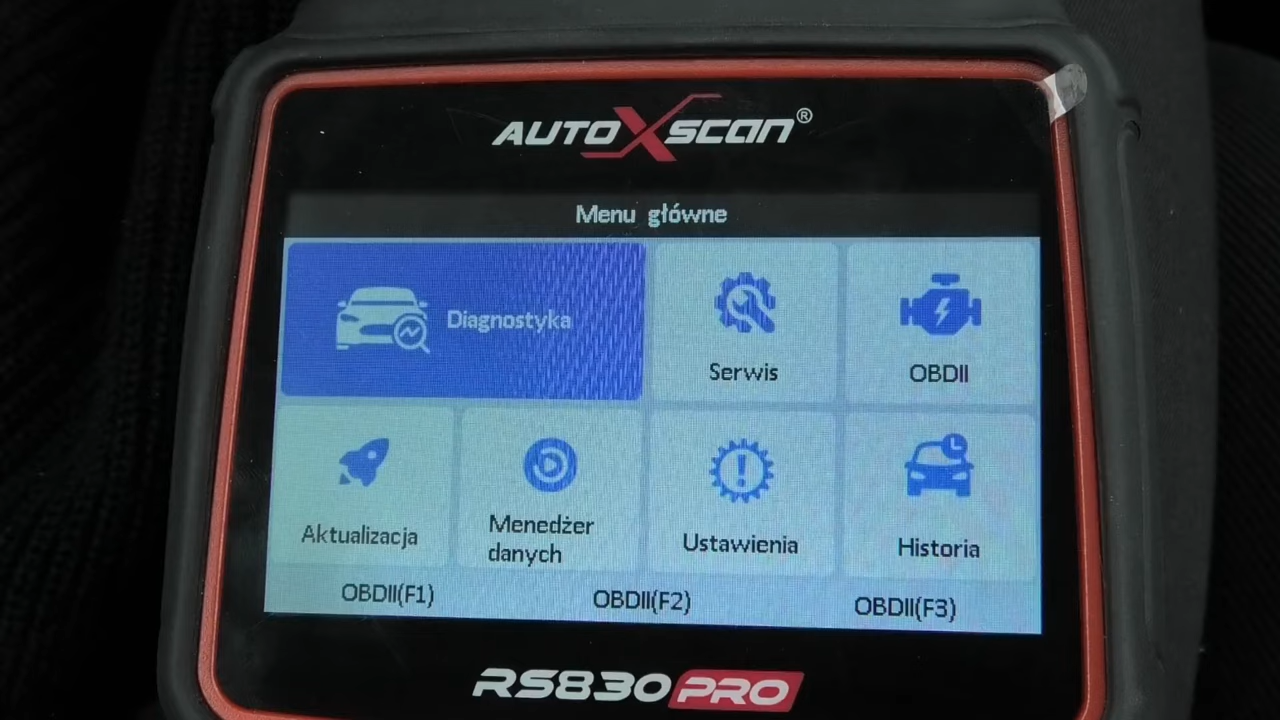 AUTOXSCAN®
Menu główne
Diagnostyka
Serwis
OBDII
Aktualizacja
Menedżer
danych
Ustawienia
Historia
OBDII(F1)
OBDII(F2)
OBDII(F3)
RS830PRO